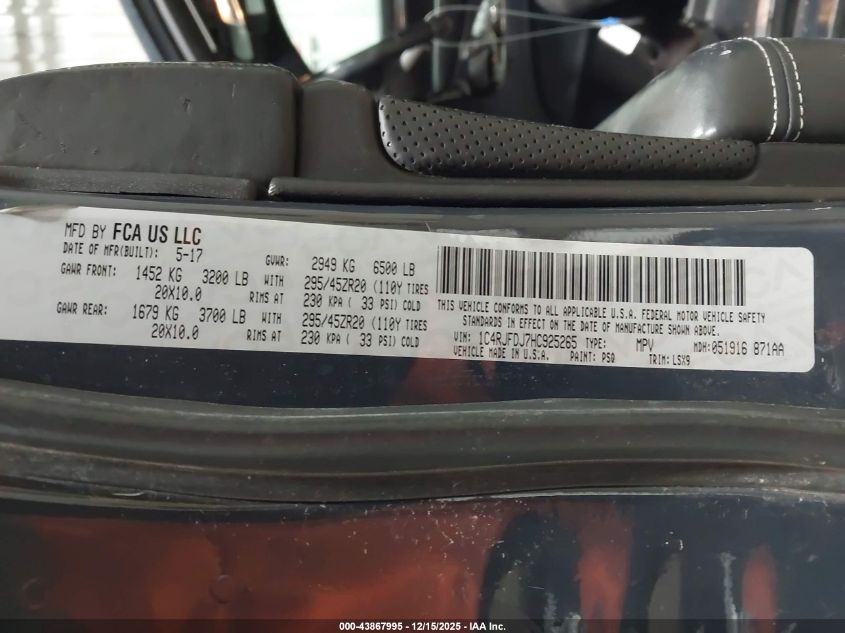 MFD BY FCA US LLC
DATE OF MFR(BUILT): 5-17 GVWR: 2949 KG 6500 LB
GAWR FRONT: 1452 KG 3200 LB WITH 295/45ZR20 (110Y TIRES
20X10.0 RIMS AT 230 KPA ( 33 PSI) COLD
GAWR REAR: 1679 KG 3700 LB WITH 295/45ZR20 (110Y TIRES
20X10.0 RIMS AT 230 KPA ( 33 PSI) COLD
THIS VEHICLE CONFORMS TO ALL APPLICABLE U.S.A. FEDERAL MOTOR VEHICLE SAFETY
STANDARDS IN EFFECT ON THE DATE OF MANUFACTURE SHOWN ABOVE.
VIN: 1C4RJFDJ7HC925265 TYPE: MPV MDH: 051916 871AA
VEHICLE MADE IN U.S.A. PAINT: PS0 TRIM: LSX9
000-43867995 - 12/15/2025 - IAA Inc.